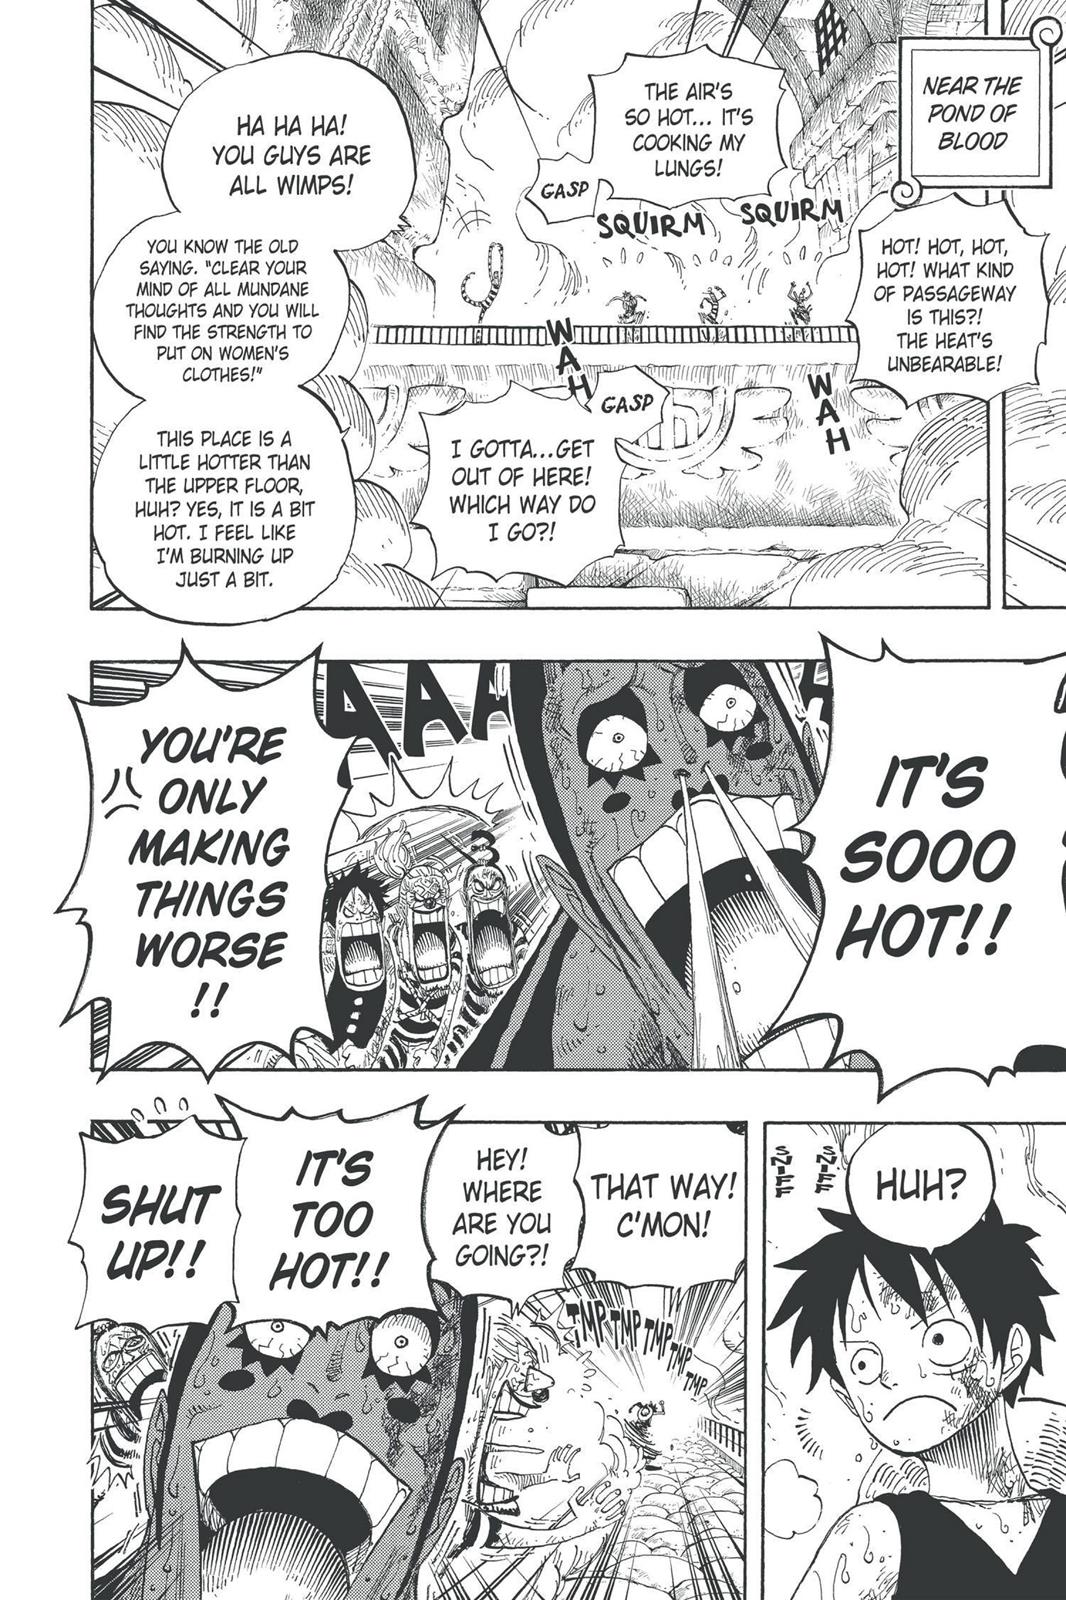 NEAR THE
POND OF
BLOOD
HOT! HOT, HOT,
HOT! WHAT KIND
OF PASSAGEWAY
IS THIS?!
THE HEAT'S
UNBEARABLE!
THE AIR'S
SO HOT... IT'S
COOKING MY
LUNGS!
GASP
SQUIRM
SQUIRM
WAH
WAH
GASP
I GOTTA...GET
OUT OF HERE!
WHICH WAY DO
I GO?!
HA HA HA!
YOU GUYS ARE
ALL WIMPS!
YOU KNOW THE OLD
SAYING. "CLEAR YOUR
MIND OF ALL MUNDANE
THOUGHTS AND YOU WILL
FIND THE STRENGTH TO
PUT ON WOMEN'S
CLOTHES!"
THIS PLACE IS A
LITTLE HOTTER THAN
THE UPPER FLOOR,
HUH? YES, IT IS A BIT
HOT. I FEEL LIKE
I'M BURNING UP
JUST A BIT.
IT'S
SOOO
HOT!!
AAAA
YOU'RE
ONLY
MAKING
THINGS
WORSE
!!
3
HUH?
SNIFF
SNIFF
THAT WAY!
C'MON!
HEY!
WHERE
ARE YOU
GOING?!
TMP TMP TMP TMP TMP
IT'S
TOO
HOT!!
SHUT
UP!!